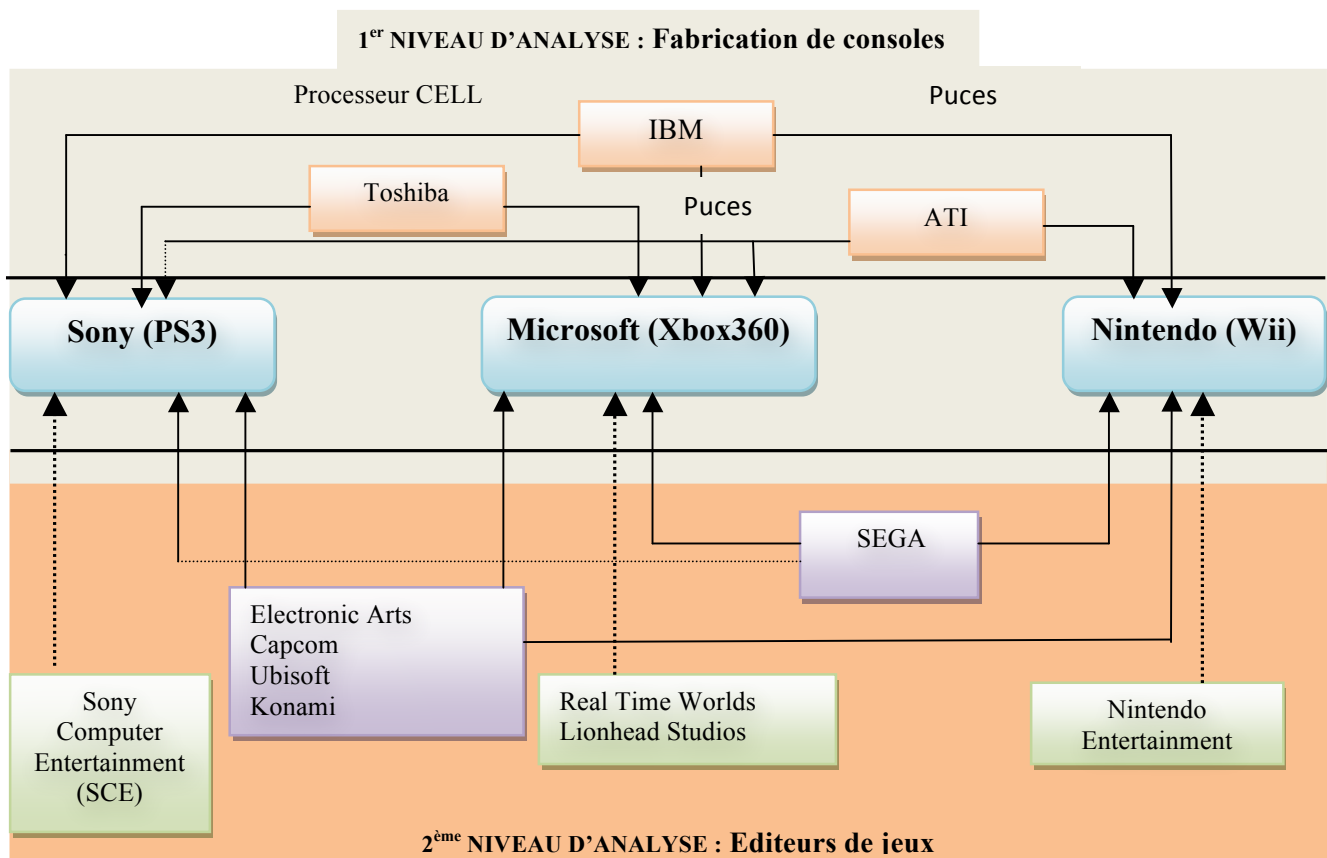 1er NIVEAU D’ANALYSE : Fabrication de consoles
Processeur CELL
Puces
IBM
Toshiba
Puces
ATI
Sony (PS3)
Microsoft (Xbox360)
Nintendo (Wii)
SEGA
Electronic Arts
Capcom
Ubisoft
Konami
Sony
Computer
Entertainment
(SCE)
Real Time Worlds
Lionhead Studios
Nintendo
Entertainment
2ème NIVEAU D’ANALYSE : Editeurs de jeux